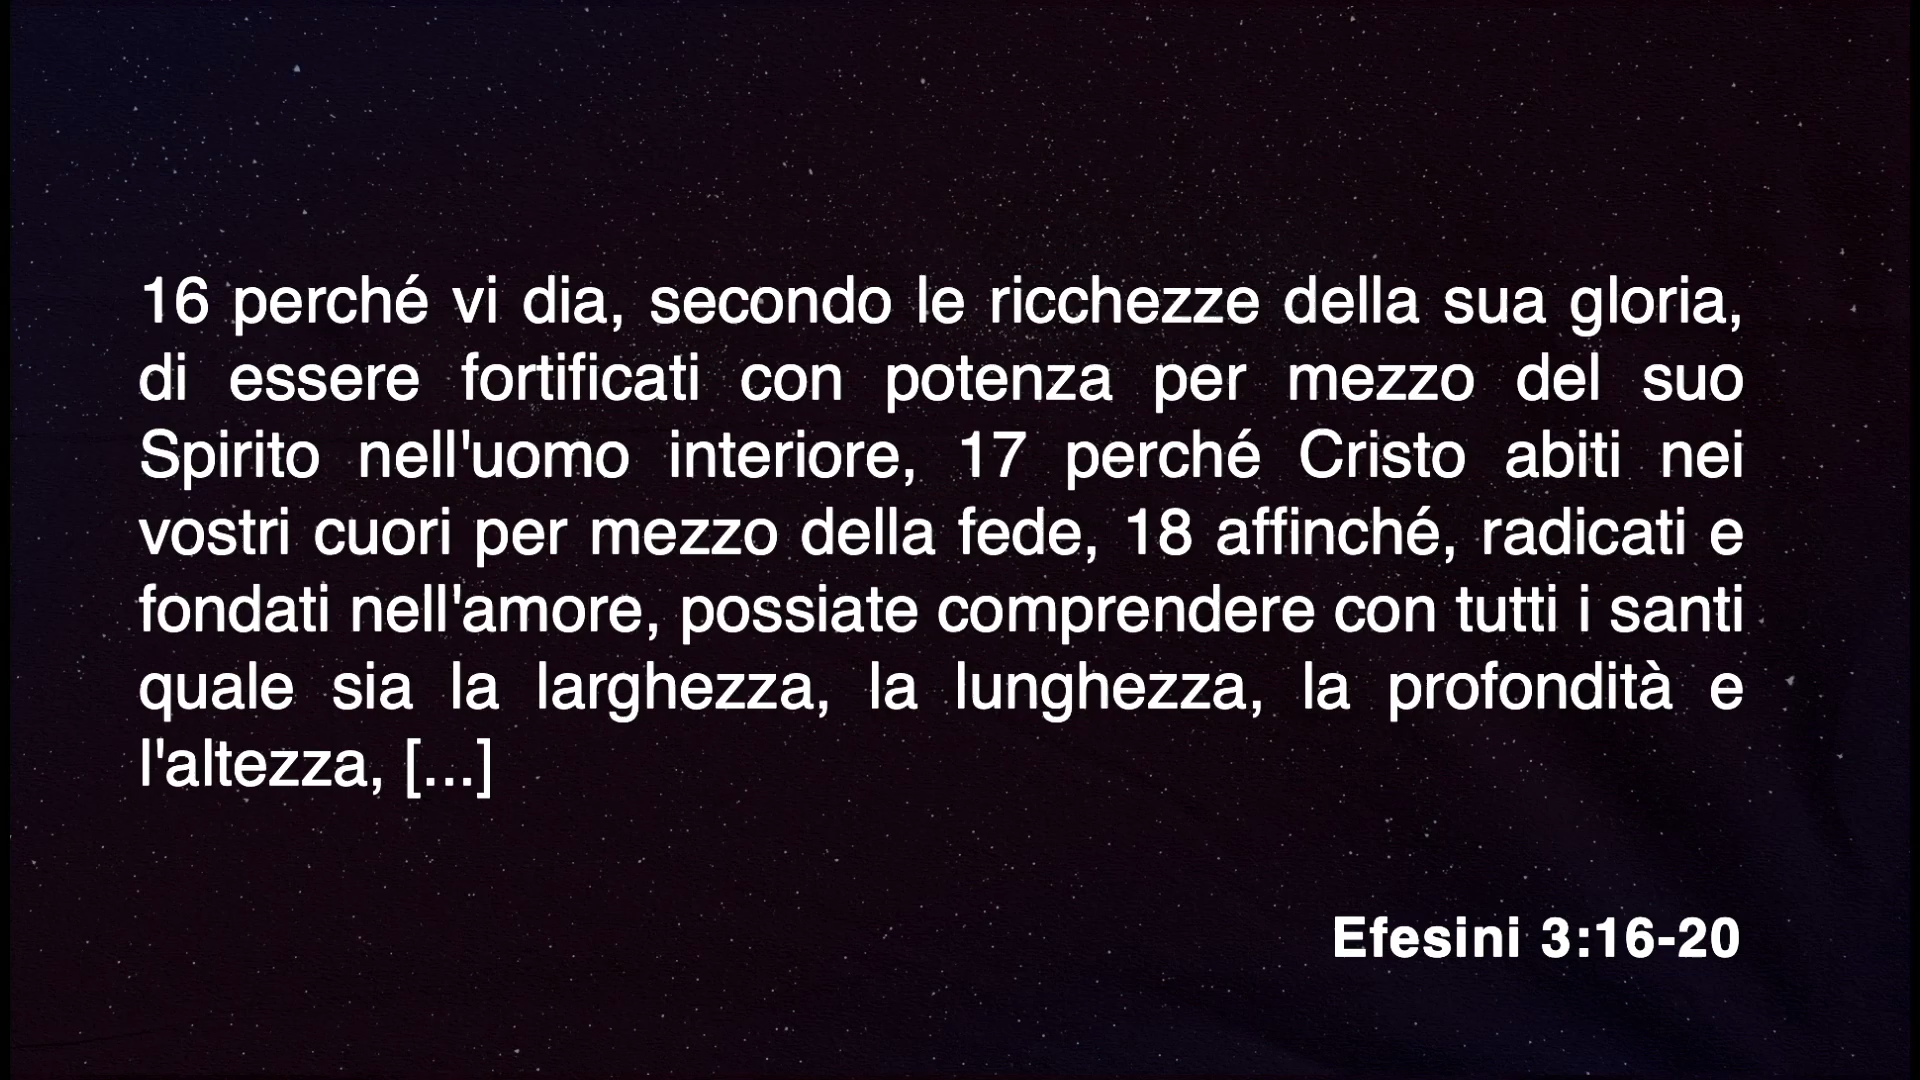 16 perché vi dia, secondo le ricchezze della sua gloria,
di essere fortificati con potenza per mezzo del suo
Spirito nell'uomo interiore, 17 perché Cristo abiti nei
vostri cuori per mezzo della fede, 18 affinché, radicati e
fondati nell'amore, possiate comprendere con tutti i santi
quale sia la larghezza, la lunghezza, la profondità e
l'altezza, [...]
Efesini 3:16-20